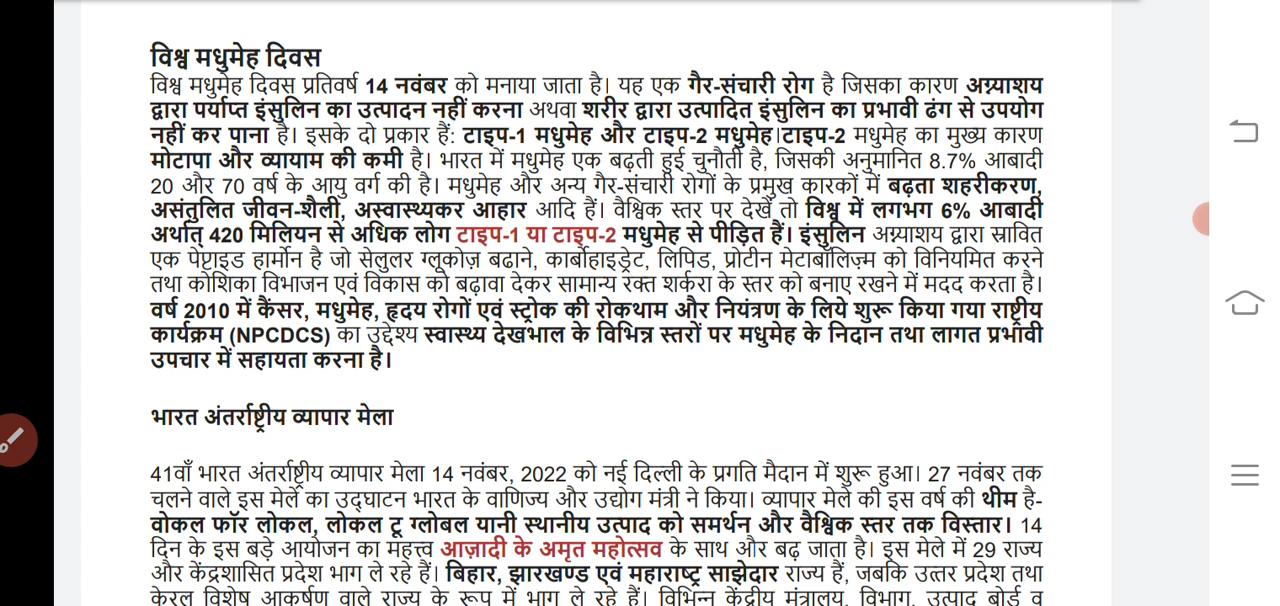 विश्व मधुमेह दिवस
विश्व मधुमेह दिवस प्रतिवर्ष 14 नवंबर को मनाया जाता है। यह एक गैर-संचारी रोग है जिसका कारण अग्न्याशय
द्वारा पर्याप्त इंसुलिन का उत्पादन नहीं करना अथवा शरीर द्वारा उत्पादित इंसुलिन का प्रभावी ढंग से उपयोग
नहीं कर पाना है। इसके दो प्रकार हैं: टाइप-1 मधुमेह और टाइप-2 मधुमेह।टाइप-2 मधुमेह का मुख्य कारण
मोटापा और व्यायाम की कमी है। भारत में मधुमेह एक बढ़ती हुई चुनौती है, जिसकी अनुमानित 8.7% आबादी
20 और 70 वर्ष के आयु वर्ग की है। मधुमेह और अन्य गैर-संचारी रोगों के प्रमुख कारकों में बढ़ता शहरीकरण,
असंतुलित जीवन-शैली, अस्वास्थ्यकर आहार आदि हैं। वैश्विक स्तर पर देखें तो विश्व में लगभग 6% आबादी
अर्थात् 420 मिलियन से अधिक लोग टाइप-1 या टाइप-2 मधुमेह से पीड़ित हैं। इंसुलिन अग्न्याशय द्वारा स्रावित
एक पेप्टाइड हार्मोन है जो सेलुलर ग्लूकोज़ बढाने, कार्बोहाइड्रेट, लिपिड, प्रोटीन मेटाबॉलिज़्म को विनियमित करने
तथा कोशिका विभाजन एवं विकास को बढ़ावा देकर सामान्य रक्त शर्करा के स्तर को बनाए रखने में मदद करता है।
वर्ष 2010 में कैंसर, मधुमेह, हृदय रोगों एवं स्ट्रोक की रोकथाम और नियंत्रण के लिये शुरू किया गया राष्ट्रीय
कार्यक्रम (NPCDCS) का उद्देश्य स्वास्थ्य देखभाल के विभिन्न स्तरों पर मधुमेह के निदान तथा लागत प्रभावी
उपचार में सहायता करना है।
भारत अंतर्राष्ट्रीय व्यापार मेला
41वाँ भारत अंतर्राष्ट्रीय व्यापार मेला 14 नवंबर, 2022 को नई दिल्ली के प्रगति मैदान में शुरू हुआ। 27 नवंबर तक
चलने वाले इस मेले का उद्घाटन भारत के वाणिज्य और उद्योग मंत्री ने किया। व्यापार मेले की इस वर्ष की थीम है-
वोकल फॉर लोकल, लोकल टू ग्लोबल यानी स्थानीय उत्पाद को समर्थन और वैश्विक स्तर तक विस्तार। 14
दिन के इस बड़े आयोजन का महत्त्व आज़ादी के अमृत महोत्सव के साथ और बढ़ जाता है। इस मेले में 29 राज्य
और केंद्रशासित प्रदेश भाग ले रहे हैं। बिहार, झारखण्ड एवं महाराष्ट्र साझेदार राज्य हैं, जबकि उत्तर प्रदेश तथा
केरल विशेष आकर्षण वाले राज्य के रूप में भाग ले रहे हैं। विभिन्न केंद्रीय मंत्रालय, विभाग, उत्पाद बोर्ड व